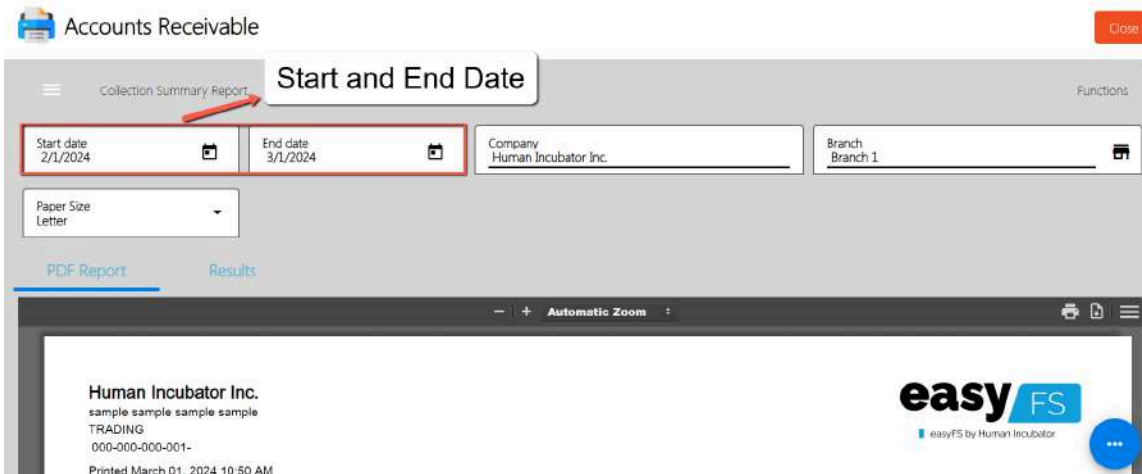 Accounts Receivable
Close
Collection Summary Report
Start and End Date
Functions
Start date
2/1/2024
End date
3/1/2024
Company
Human Incubator Inc.
Branch
Branch 1
Paper Size
Letter
PDF Report
Results
− + Automatic Zoom
Human Incubator Inc.
sample sample sample sample
TRADING
000-000-000-001-
Printed March 01, 2024 10:50 AM
easyFS
easyFS by Human Incubator